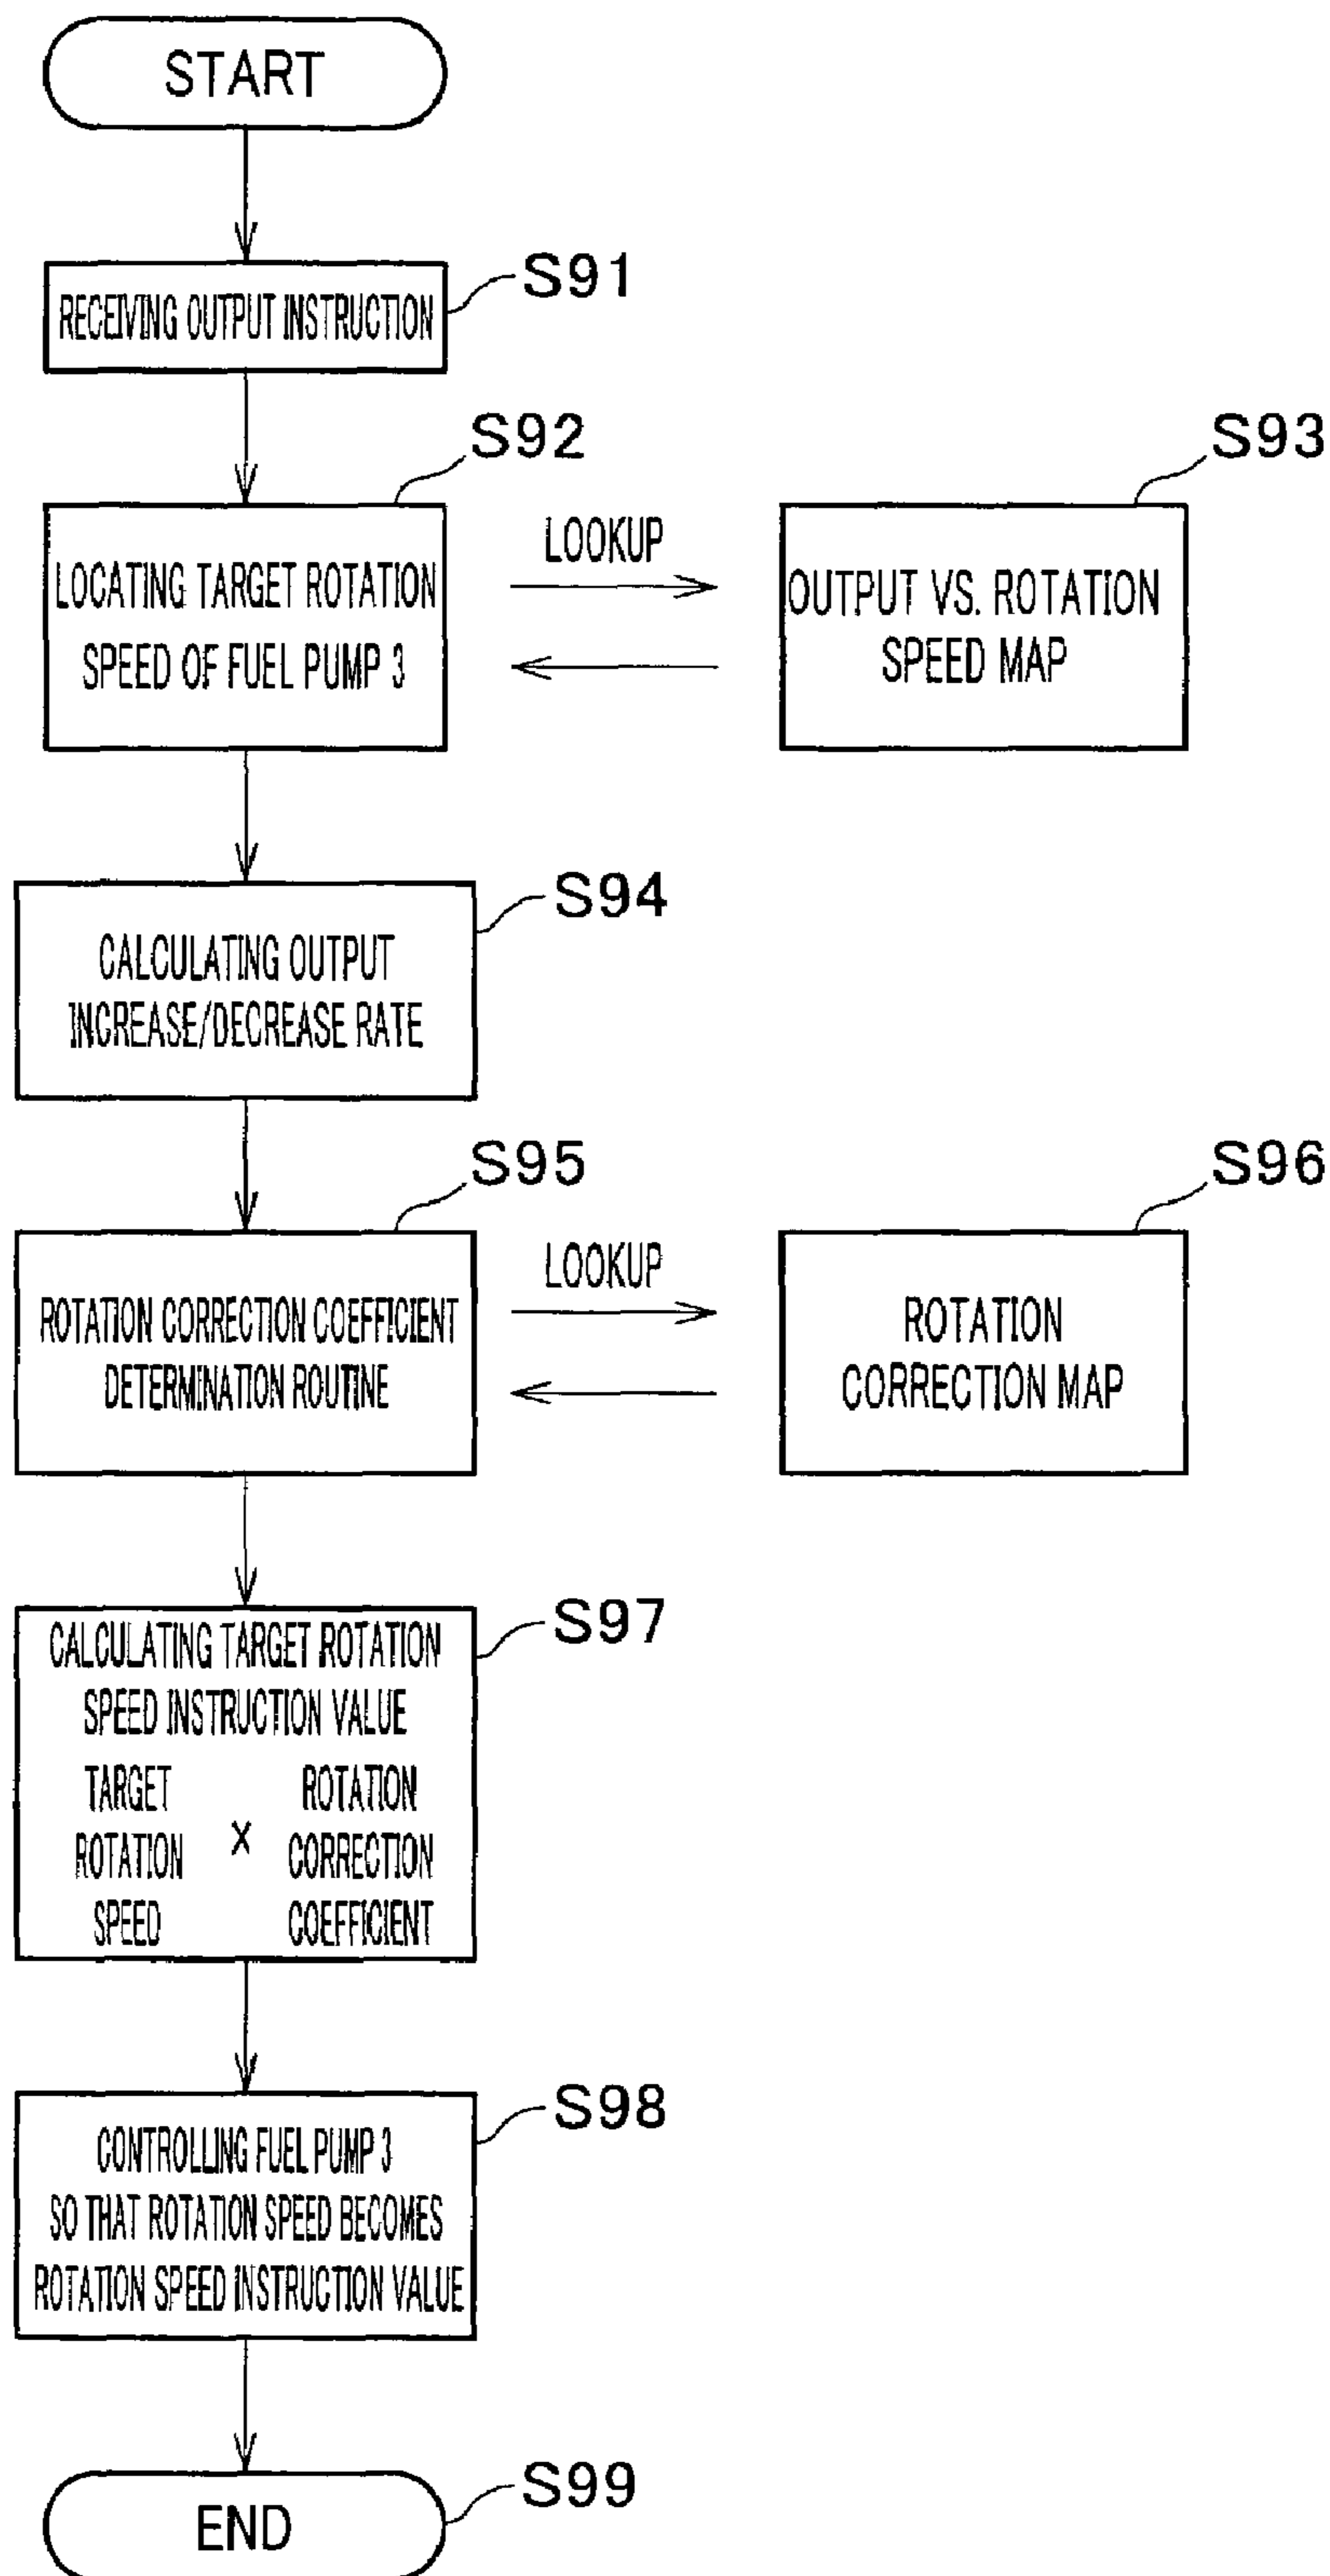 START
S91
RECEIVING OUTPUT INSTRUCTION
S92
LOCATING TARGET ROTATION
SPEED OF FUEL PUMP 3
LOOKUP
S93
OUTPUT VS. ROTATION
SPEED MAP
S94
CALCULATING OUTPUT
INCREASE/DECREASE RATE
S95
ROTATION CORRECTION COEFFICIENT
DETERMINATION ROUTINE
LOOKUP
S96
ROTATION
CORRECTION MAP
S97
CALCULATING TARGET ROTATION
SPEED INSTRUCTION VALUE
TARGET
ROTATION
SPEED
×
ROTATION
CORRECTION
COEFFICIENT
S98
CONTROLLING FUEL PUMP 3
SO THAT ROTATION SPEED BECOMES
ROTATION SPEED INSTRUCTION VALUE
S99
END